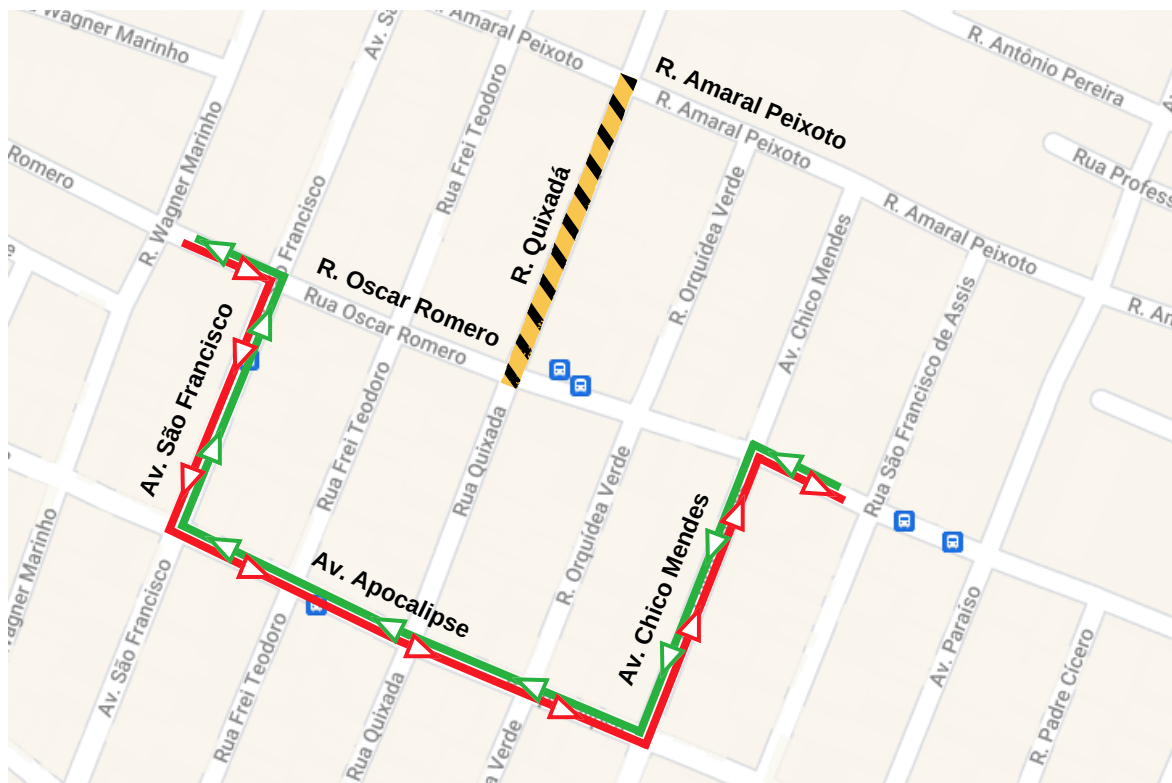 Wagner Marinho
Amaral Peixoto
R. Antônio Pereira
R. Amaral Peixoto
R. Amaral Peixoto
Rua Frei Teodoro
R. Wagner Marinho
Romero
R. Quixadá
R. Orquídea Verde
Rua Profess
R. Amaral Peixoto
São Francisco
R. Oscar Romero
Rua Oscar Romero
Av. Chico Mendes
Rua São Francisco de Assis
R. An
Av. São Francisco
Rua Frei Teodoro
Rua Quixada
R. Orquídea Verde
Av. Chico Mendes
Wagner Marinho
Av. São Francisco
Av. Apocalipse
Rua Frei Teodoro
Rua Quixada
Verde
Av. Paraíso
R. Padre Cícero